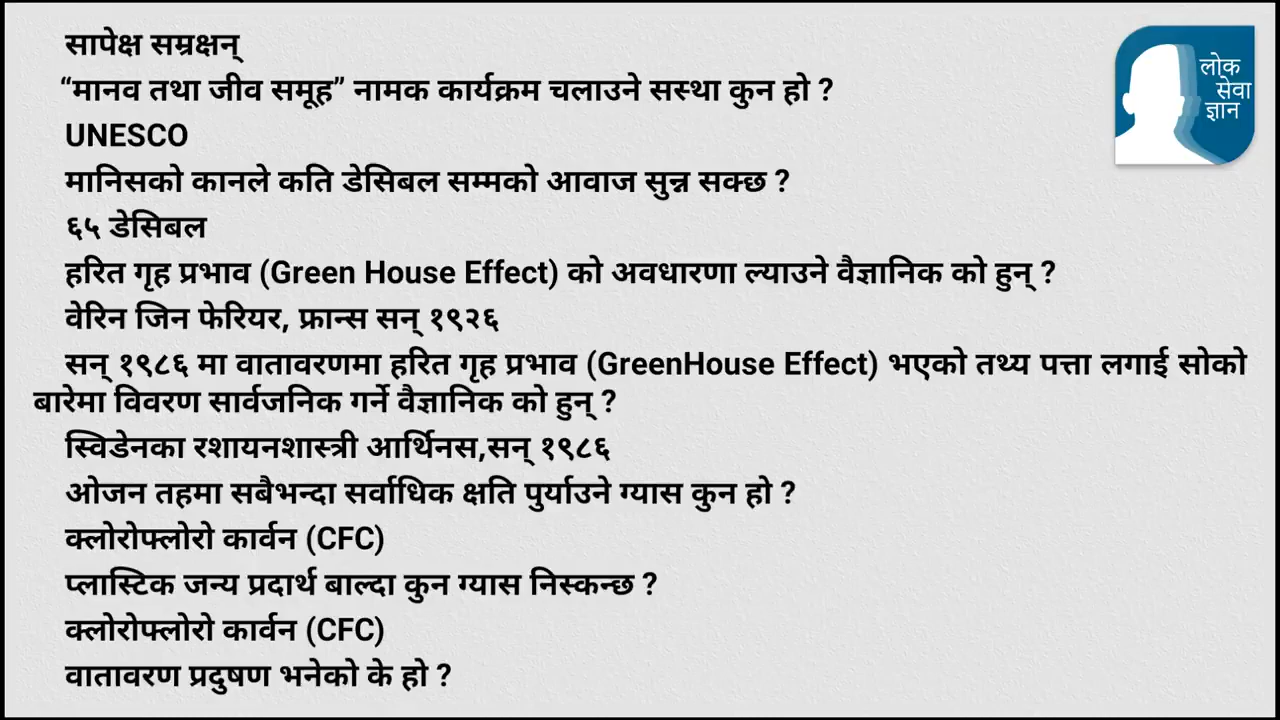 सापेक्ष सम्रक्षन्
“मानव तथा जीव समूह” नामक कार्यक्रम चलाउने सस्था कुन हो ?
UNESCO
मानिसको कानले कति डेसिबल सम्मको आवाज सुन्न सक्छ ?
६५ डेसिबल
हरित गृह प्रभाव (Green House Effect) को अवधारणा ल्याउने वैज्ञानिक को हुन् ?
वेरिन जिन फेरियर, फ्रान्स सन् १९२६
सन् १९८६ मा वातावरणमा हरित गृह प्रभाव (GreenHouse Effect) भएको तथ्य पत्ता लगाई सोको
बारेमा विवरण सार्वजनिक गर्ने वैज्ञानिक को हुन् ?
स्विडेनका रशायनशास्त्री आर्थिनस,सन् १९८६
ओजन तहमा सबैभन्दा सर्वाधिक क्षति पुर्याउने ग्यास कुन हो ?
क्लोरोफ्लोरो कार्वन (CFC)
प्लास्टिक जन्य प्रदार्थ बाल्दा कुन ग्यास निस्कन्छ ?
क्लोरोफ्लोरो कार्वन (CFC)
वातावरण प्रदुषण भनेको के हो ?
लोक
सेवा
ज्ञान